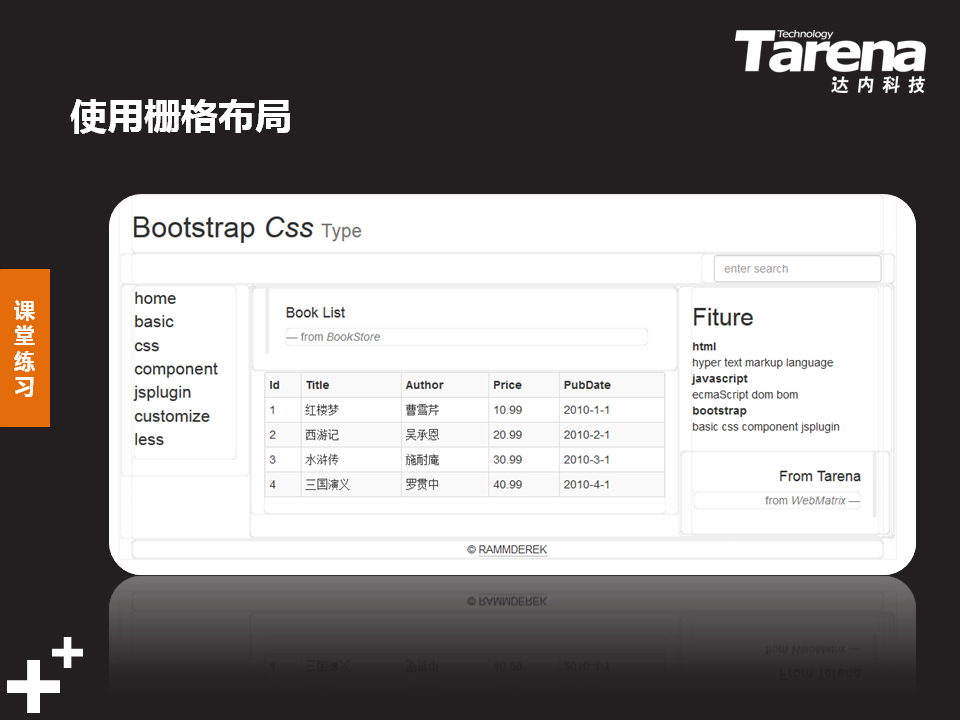 Technology
Tarena
达内科技
使用栅格布局
课堂练习
Bootstrap Css Type
enter search
home
basic
css
component
jsplugin
customize
less
Book List
— from BookStore
Id Title Author Price PubDate
1 红楼梦 曹雪芹 10.99 2010-1-1
2 西游记 吴承恩 20.99 2010-2-1
3 水浒传 施耐庵 30.99 2010-3-1
4 三国演义 罗贯中 40.99 2010-4-1
Fiture
html
hyper text markup language
javascript
ecmaScript dom bom
bootstrap
basic css component jsplugin
From Tarena
from WebMatrix —
© RAMMDEREK